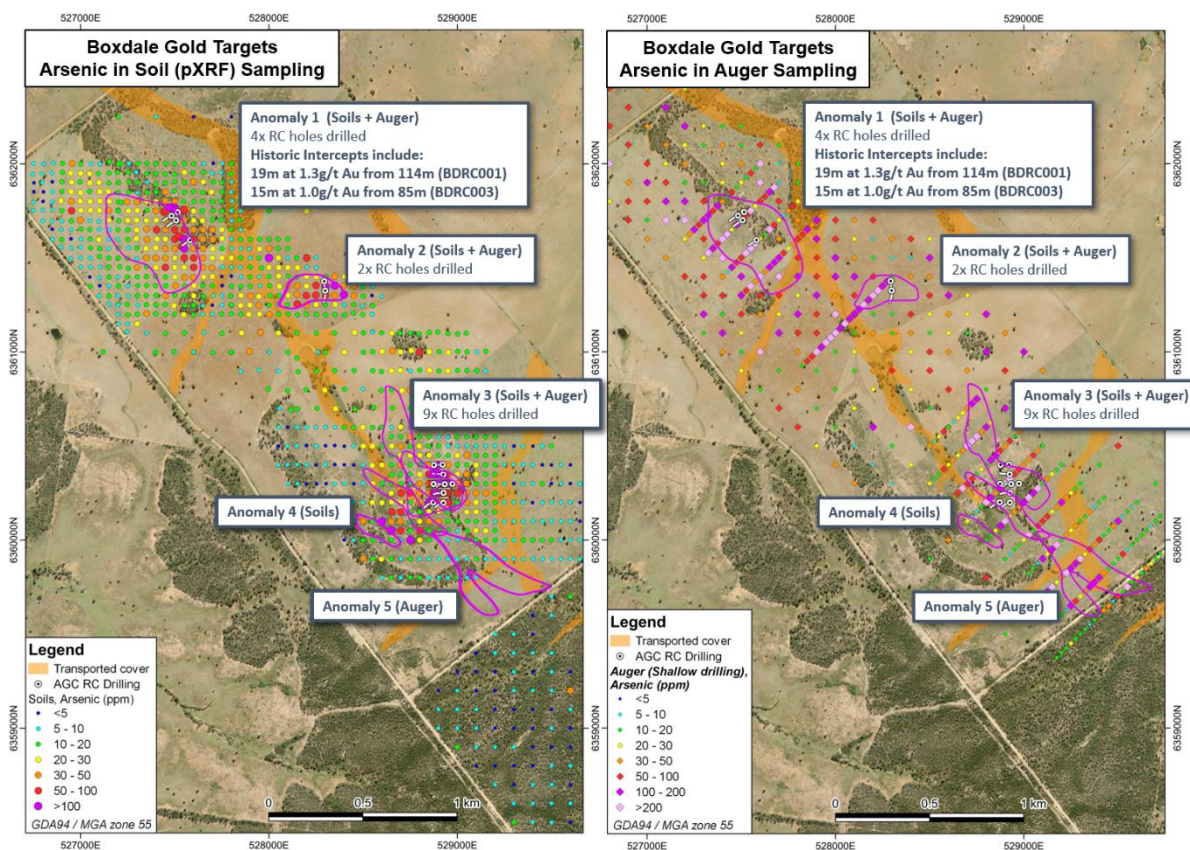 527000E
528000E
529000E
Boxdale Gold Targets
Arsenic in Soil (pXRF) Sampling
Anomaly 1 (Soils + Auger)
4x RC holes drilled
Historic Intercepts include:
19m at 1.3g/t Au from 114m (BDRC001)
15m at 1.0g/t Au from 85m (BDRC003)
6362000N
Anomaly 2 (Soils + Auger)
2x RC holes drilled
6361000N
Anomaly 3 (Soils + Auger)
9x RC holes drilled
Anomaly 4 (Soils)
6360000N
Anomaly 5 (Auger)
Legend
Transported cover
AGC RC Drilling
Soils, Arsenic (ppm)
<5
5 - 10
10 - 20
20 - 30
30 - 50
50 - 100
>100
GDA94 / MGA zone 55
6359000N
0
0.5
1 km
527000E
528000E
529000E
527000E
528000E
529000E
Boxdale Gold Targets
Arsenic in Auger Sampling
Anomaly 1 (Soils + Auger)
4x RC holes drilled
Historic Intercepts include:
19m at 1.3g/t Au from 114m (BDRC001)
15m at 1.0g/t Au from 85m (BDRC003)
6362000N
Anomaly 2 (Soils + Auger)
2x RC holes drilled
6361000N
Anomaly 3 (Soils + Auger)
9x RC holes drilled
Anomaly 4 (Soils)
6360000N
Anomaly 5 (Auger)
Legend
Transported cover
AGC RC Drilling
Auger (Shallow drilling),
Arsenic (ppm)
<5
5 - 10
10 - 20
20 - 30
30 - 50
50 - 100
100 - 200
>200
GDA94 / MGA zone 55
6359000N
0
0.5
1 km
527000E
528000E
529000E